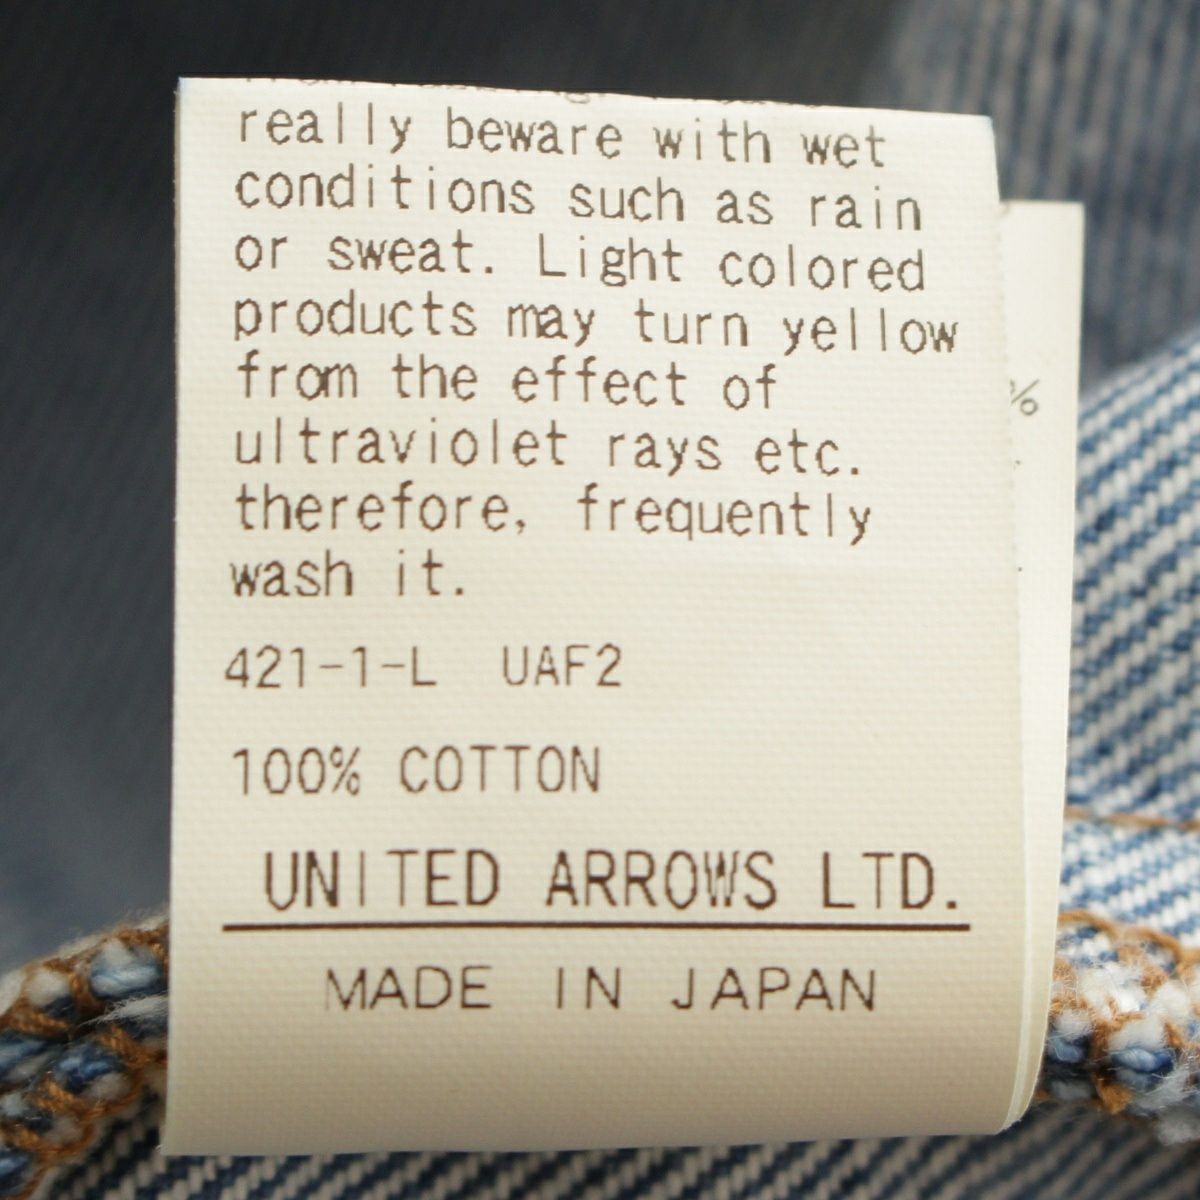 really beware with wet
conditions such as rain
or sweat. Light colored
products may turn yellow
from the effect of
ultraviolet rays etc.
therefore, frequently
wash it.
421-1-L UAF2
100% COTTON
UNITED ARROWS LTD.
MADE IN JAPAN
%